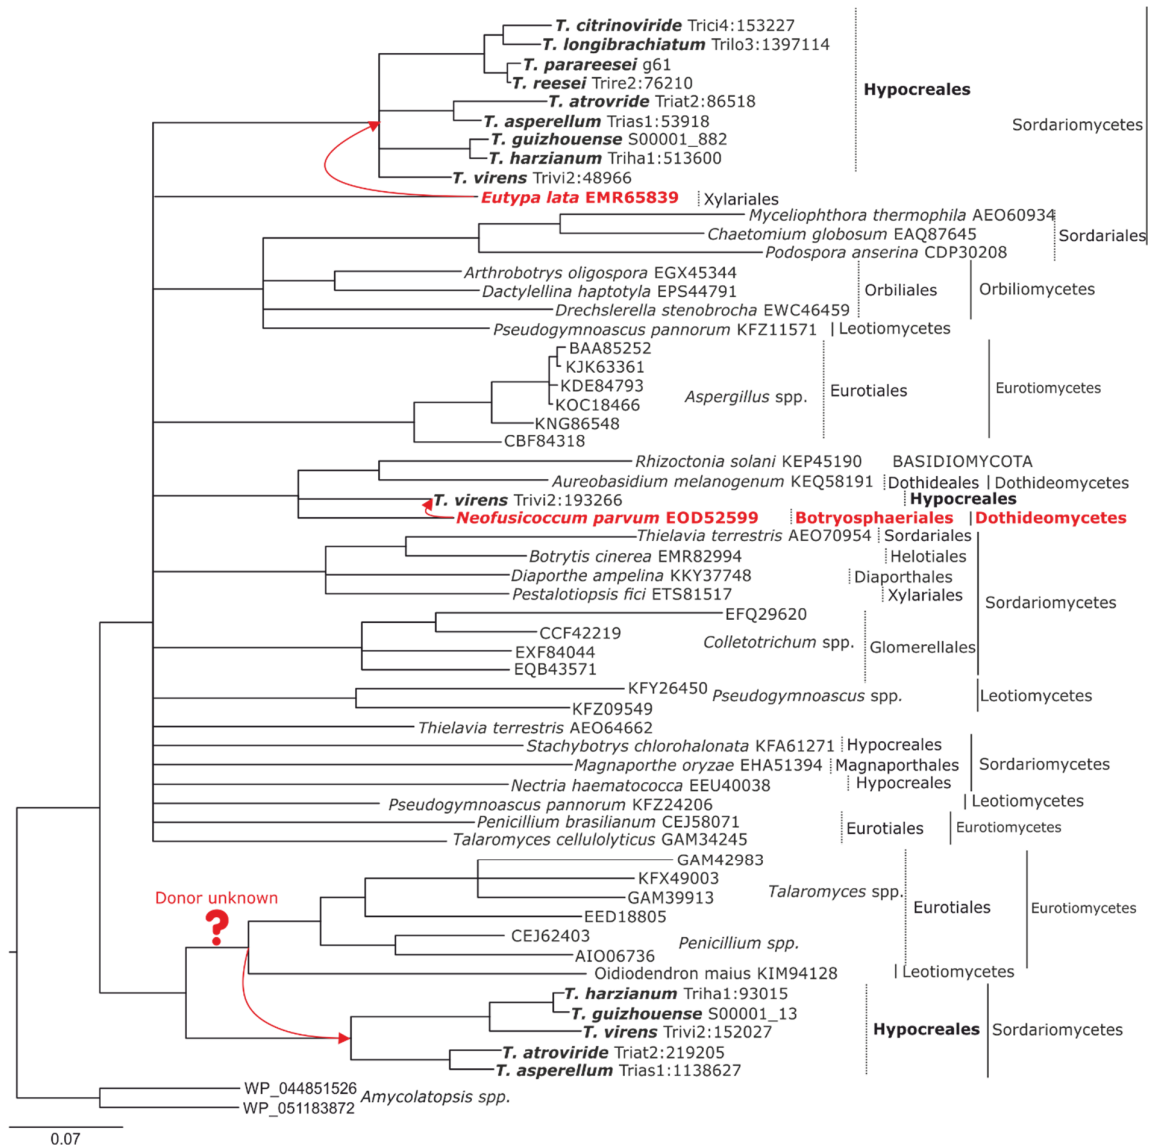 T. citrinoviride Trici4:153227
T. longibrachiatum Trilo3:1397114
T. parareesei g61
T. reesei Trire2:76210
Hypocreales
T. atrovride Triat2:86518
T. asperellum Trias1:53918
Sordariomycetes
T. guizhouense S00001_882
T. harzianum Triha1:513600
T. virens Trivi2:48966
Eutypa lata EMR65839 Xylariales
Myceliophthora thermophila AEO60934
Chaetomium globosum EAQ87645 Sordariales
Podospora anserina CDP30208
Arthrobotrys oligospora EGX45344
Dactylellina haptotyla EPS44791 Orbiliales Orbiliomycetes
Drechslerella stenobrocha EWC46459
Pseudogymnoascus pannorum KFZ11571 Leotiomycetes
BAA85252
KJK63361
KDE84793
Aspergillus spp. Eurotiales Eurotiomycetes
KOC18466
KNG86548
CBF84318
Rhizoctonia solani KEP45190 BASIDIOMYCOTA
Aureobasidium melanogenum KEQ58191 Dothideales Dothideomycetes
T. virens Trivi2:193266 Hypocreales
Neofusicoccum parvum EOD52599 Botryosphaeriales Dothideomycetes
Thielavia terrestris AEO70954 Sordariales
Botrytis cinerea EMR82994 Helotiales
Diaporthe ampelina KKY37748 Diaporthales
Pestalotiopsis fici ETS81517 Xylariales
Sordariomycetes
EFQ29620
CCF42219
Colletotrichum spp. Glomerellales
EXF84044
EQB43571
KFY26450
Pseudogymnoascus spp. Leotiomycetes
KFZ09549
Thielavia terrestris AEO64662
Stachybotrys chlorohalonata KFA61271 Hypocreales
Magnaporthe oryzae EHA51394 Magnaporthales Sordariomycetes
Nectria haematococca EEU40038 Hypocreales
Pseudogymnoascus pannorum KFZ24206 Leotiomycetes
Penicillium brasilianum CEJ58071
Eurotiales Eurotiomycetes
Talaromyces cellulolyticus GAM34245
GAM42983
KFX49003
Talaromyces spp.
GAM39913
Donor unknown
?
Eurotiales Eurotiomycetes
EED18805
CEJ62403
Penicillium spp.
AIO06736
Oidiodendron maius KIM94128 Leotiomycetes
T. harzianum Triha1:93015
T. guizhouense S00001_13
T. virens Trivi2:152027
Hypocreales Sordariomycetes
T. atroviride Triat2:219205
T. asperellum Trias1:1138627
WP_044851526
Amycolatopsis spp.
WP_051183872
0.07